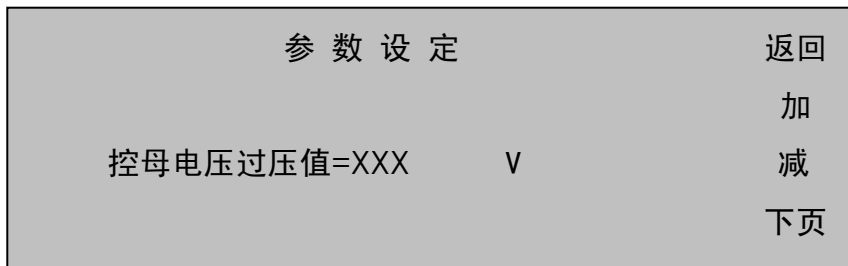 参 数 设 定
返回
加
控母电压过压值=XXX V
减
下页